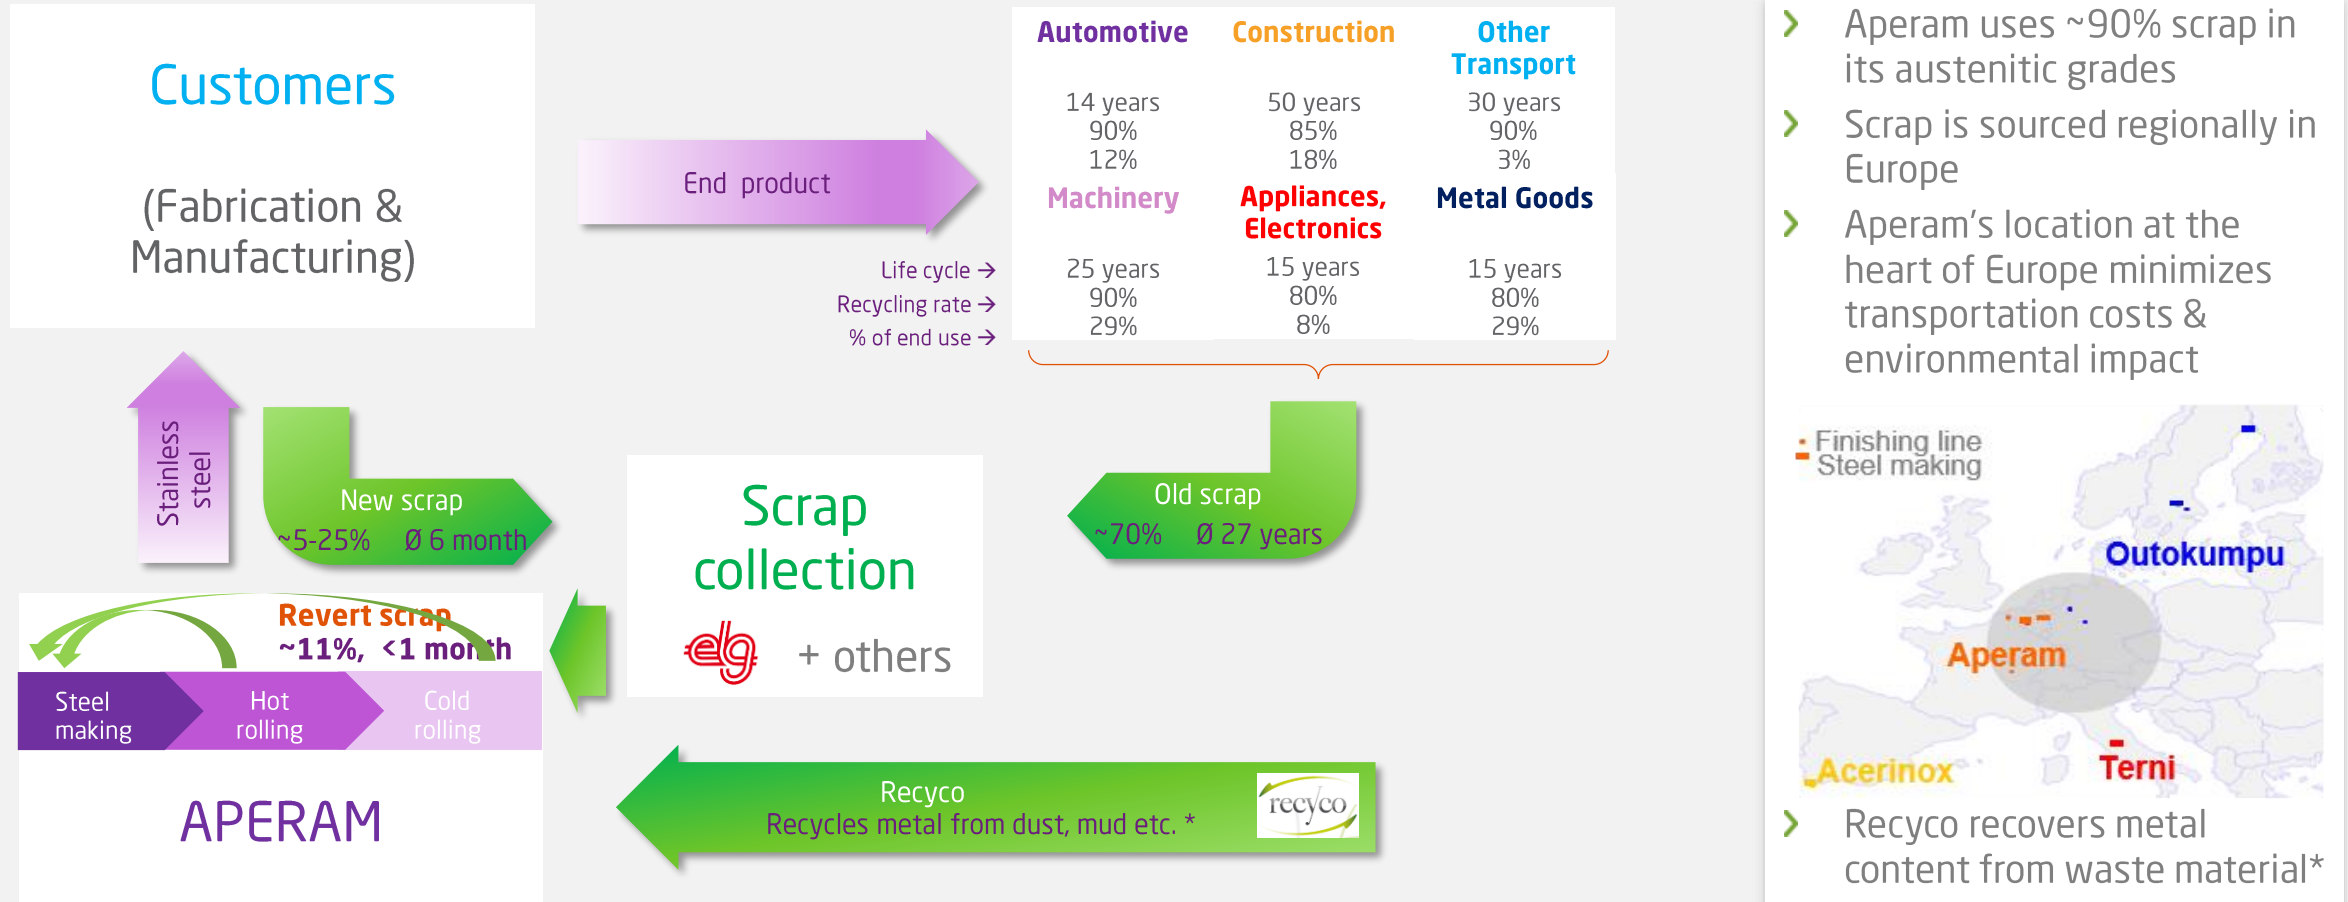 Customers
(Fabrication &
Manufacturing)
End  product
Automotive
Construction
Other
Transport
14 years
50 years
30 years
90%
85%
90%
12%
18%
3%
Machinery
Appliances,
Electronics
Metal Goods
Life cycle →
25 years
15 years
15 years
Recycling rate →
90%
80%
80%
% of end use →
29%
8%
29%
Stainless
steel
New scrap
~5-25%
Ø 6 month
Scrap
collection
elg
+ others
Old scrap
~70%
Ø 27 years
Revert scrap
~11%,  <1 month
Steel
making
Hot
rolling
Cold
rolling
APERAM
Recyco
Recycles metal from dust, mud etc. *
recyco
Aperam uses ~90% scrap in
its austenitic grades
Scrap is sourced regionally in
Europe
Aperam's location at the
heart of Europe minimizes
transportation costs &
environmental impact
Finishing line
Steel making
Outokumpu
Aperam
Acerinox
Terni
Recyco recovers metal
content from waste material*